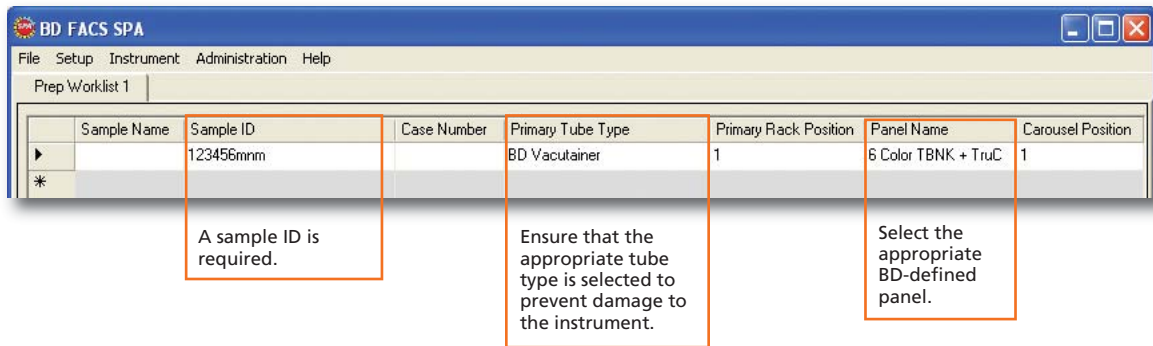 BD FACS SPA
File Setup Instrument Administration Help
Prep Worklist 1
Sample Name Sample ID Case Number Primary Tube Type Primary Rack Position Panel Name Carousel Position
123456mnm BD Vacutainer 1 6 Color TBNK + TruC 1
A sample ID is
required.
Ensure that the
appropriate tube
type is selected to
prevent damage to
the instrument.
Select the
appropriate
BD-defined
panel.